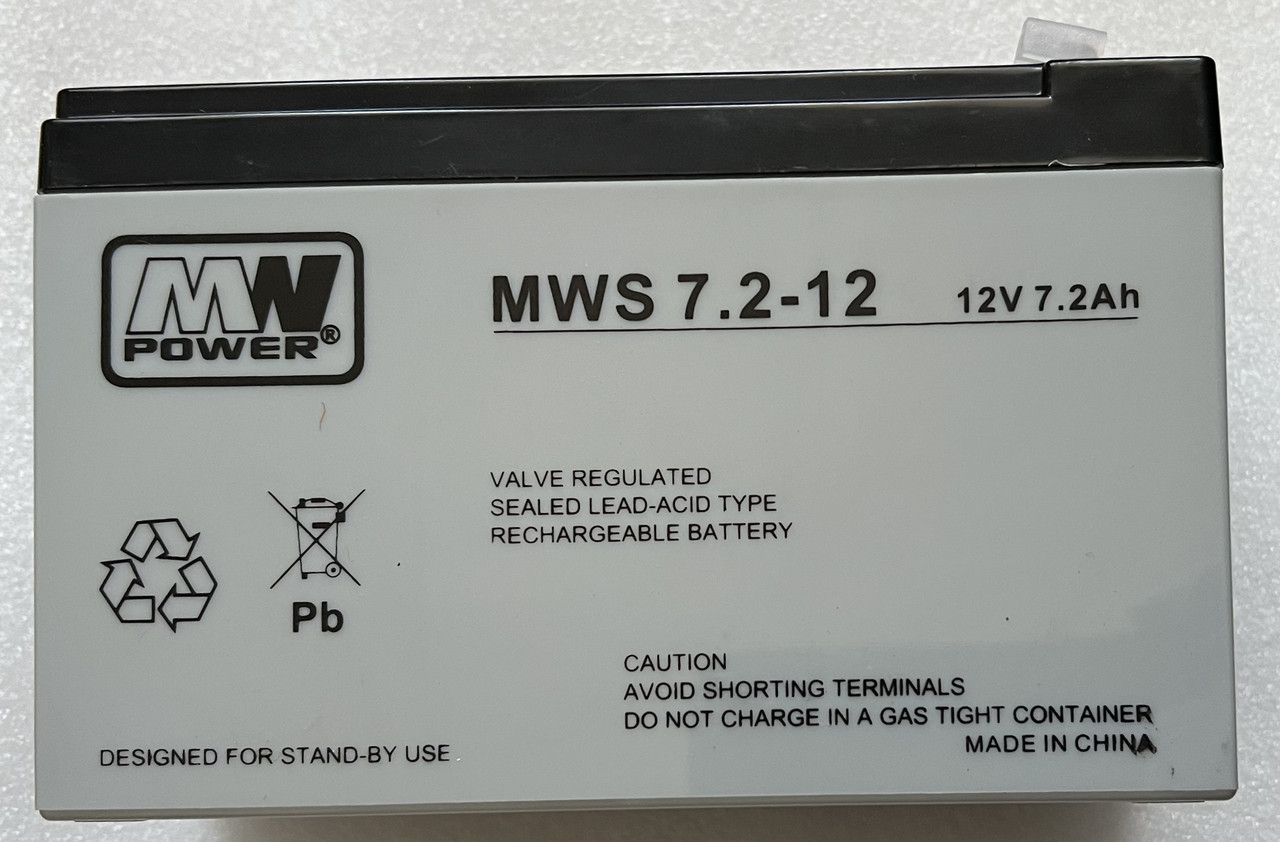 MW
POWER®
MWS 7.2-12 12V 7.2Ah
VALVE REGULATED
SEALED LEAD-ACID TYPE
RECHARGEABLE BATTERY
Pb
CAUTION
AVOID SHORTING TERMINALS
DO NOT CHARGE IN A GAS TIGHT CONTAINER
MADE IN CHINA
DESIGNED FOR STAND-BY USE